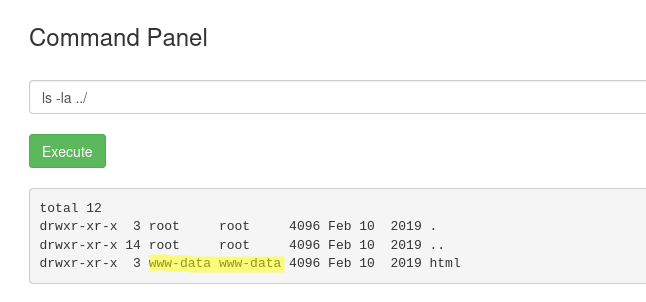 Command Panel
ls -la ../
Execute
total 12
drwxr-xr-x  3 root     root     4096 Feb 10  2019 .
drwxr-xr-x 14 root     root     4096 Feb 10  2019 ..
drwxr-xr-x  3 www-data www-data 4096 Feb 10  2019 html